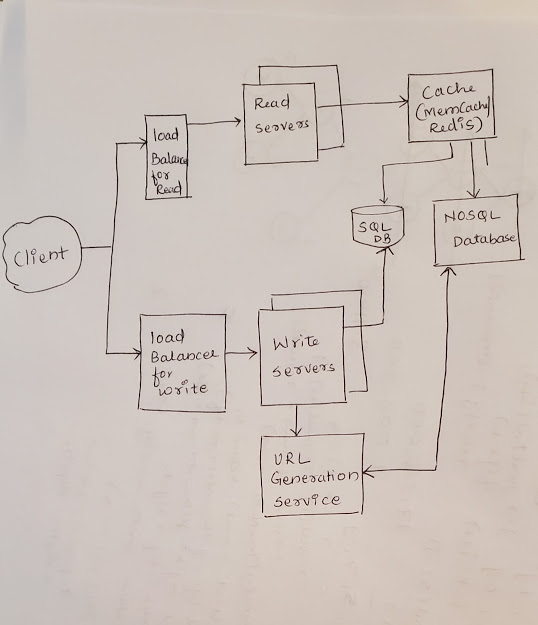 Client
load
Balancer
for
Read
Read
Servers
Cache
(MemCache/
Redis)
SQL
DB
NOSQL
Database
load
Balancer
for
write
Write
Servers
URL
Generation
Service